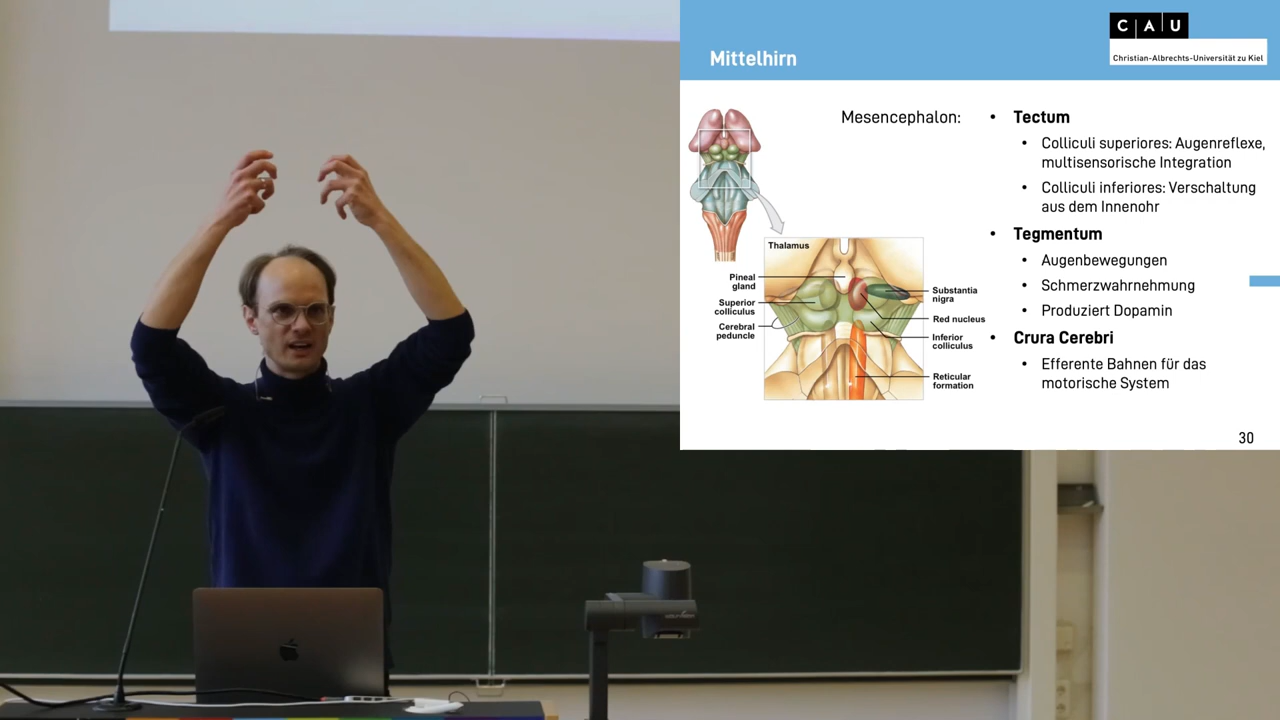 Mittelhirn
C A U
Christian-Albrechts-Universität zu Kiel
Mesencephalon:
• Tectum
• Colliculi superiores: Augenreflexe,
multisensorische Integration
• Colliculi inferiores: Verschaltung
aus dem Innenohr
• Tegmentum
• Augenbewegungen
• Schmerzwahrnehmung
• Produziert Dopamin
• Crura Cerebri
• Efferente Bahnen für das
motorische System
Thalamus
Pineal
gland
Superior
colliculus
Cerebral
peduncle
Substantia
nigra
Red nucleus
Inferior
colliculus
Reticular
formation
30